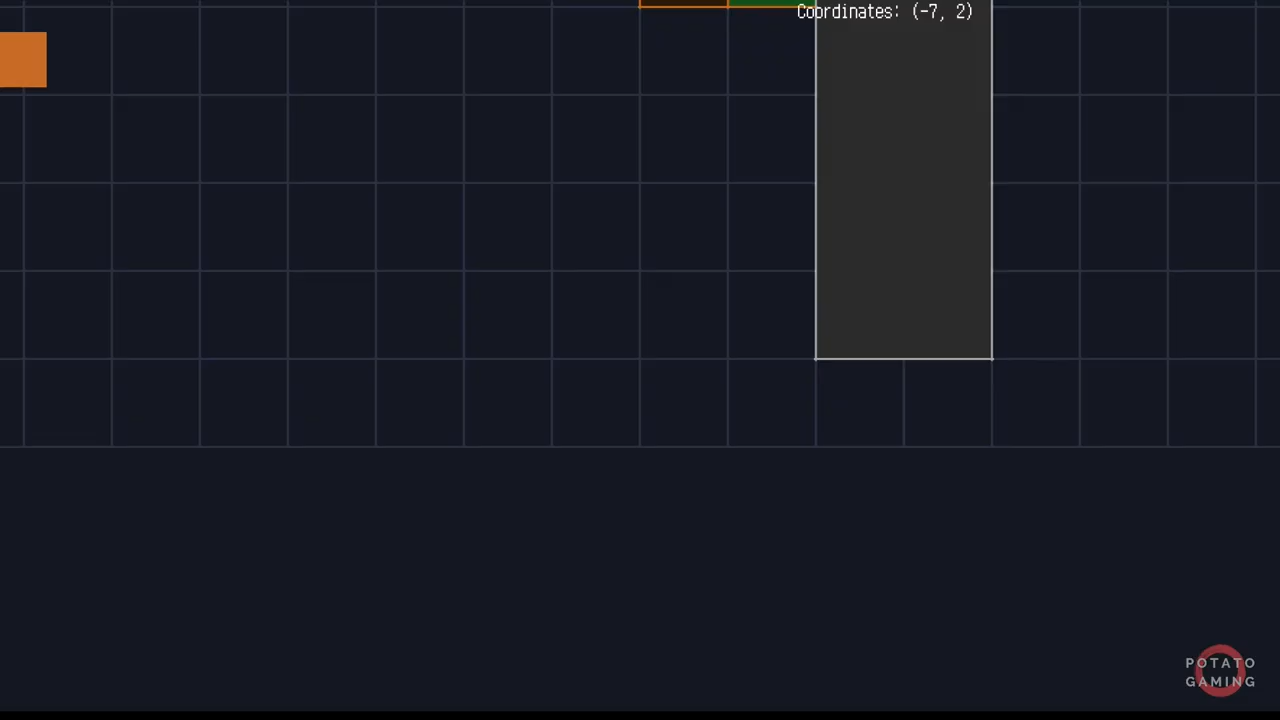 Coordinates: (-7, 2)
POTATO
GAMING